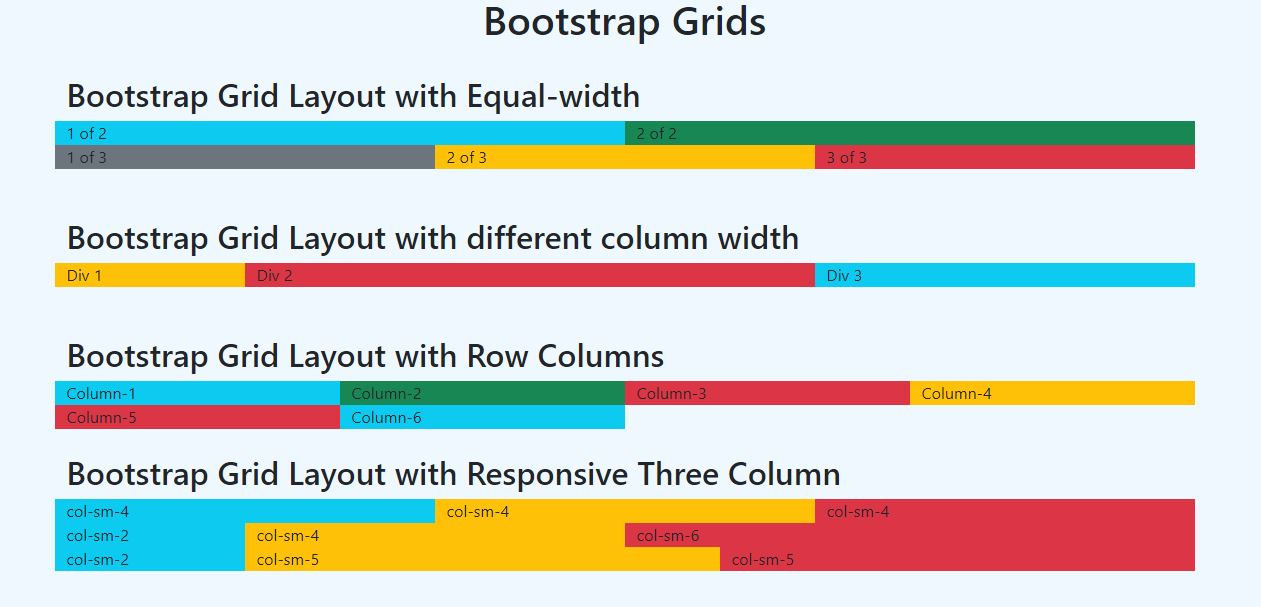 Bootstrap Grids
Bootstrap Grid Layout with Equal-width
1 of 2 2 of 2
1 of 3 2 of 3 3 of 3
Bootstrap Grid Layout with different column width
Div 1 Div 2 Div 3
Bootstrap Grid Layout with Row Columns
Column-1 Column-2 Column-3 Column-4
Column-5 Column-6
Bootstrap Grid Layout with Responsive Three Column
col-sm-4 col-sm-4 col-sm-4
col-sm-2 col-sm-4 col-sm-6
col-sm-2 col-sm-5 col-sm-5